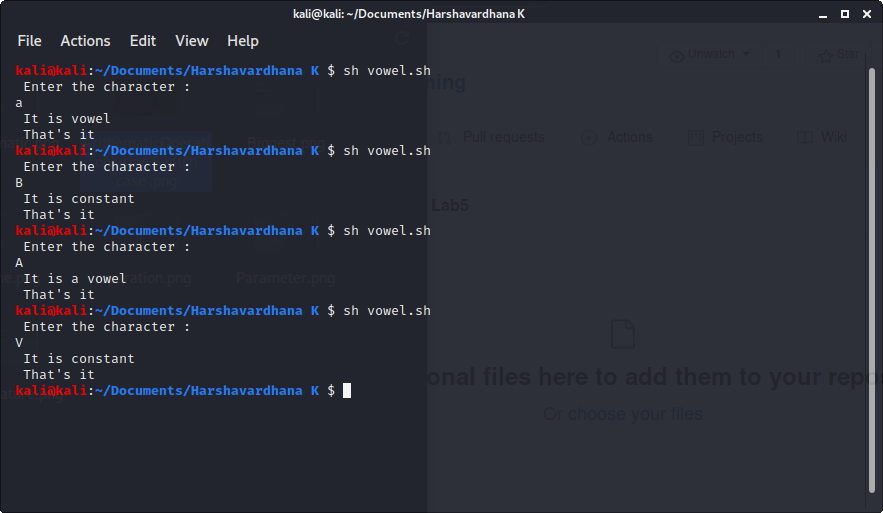 kali@kali: ~/Documents/Harshavardhana K
File Actions Edit View Help
kali@kali:~/Documents/Harshavardhana K $ sh vowel.sh
Enter the character :
a
It is vowel
That's it
kali@kali:~/Documents/Harshavardhana K $ sh vowel.sh
Enter the character :
B
It is constant
That's it
kali@kali:~/Documents/Harshavardhana K $ sh vowel.sh
Enter the character :
A
It is a vowel
That's it
kali@kali:~/Documents/Harshavardhana K $ sh vowel.sh
Enter the character :
V
It is constant
That's it
kali@kali:~/Documents/Harshavardhana K $
Unwatch 1 Star
Pull requests Actions Projects Wiki
Lab5
Parameter.png
files here to add them to your
Or choose your files